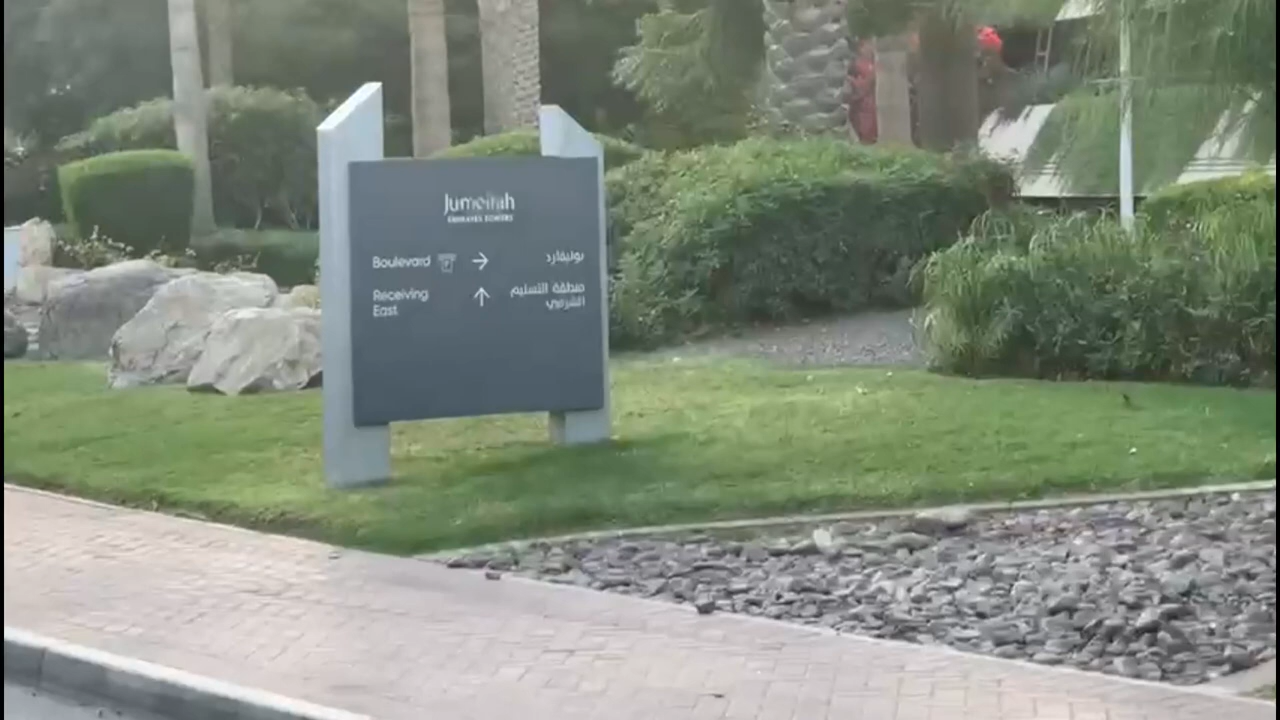 Jumeirah
EMIRATES TOWERS
Boulevard → بوليفارد
Receiving ↑ منطقة التسليم
East الشرقي